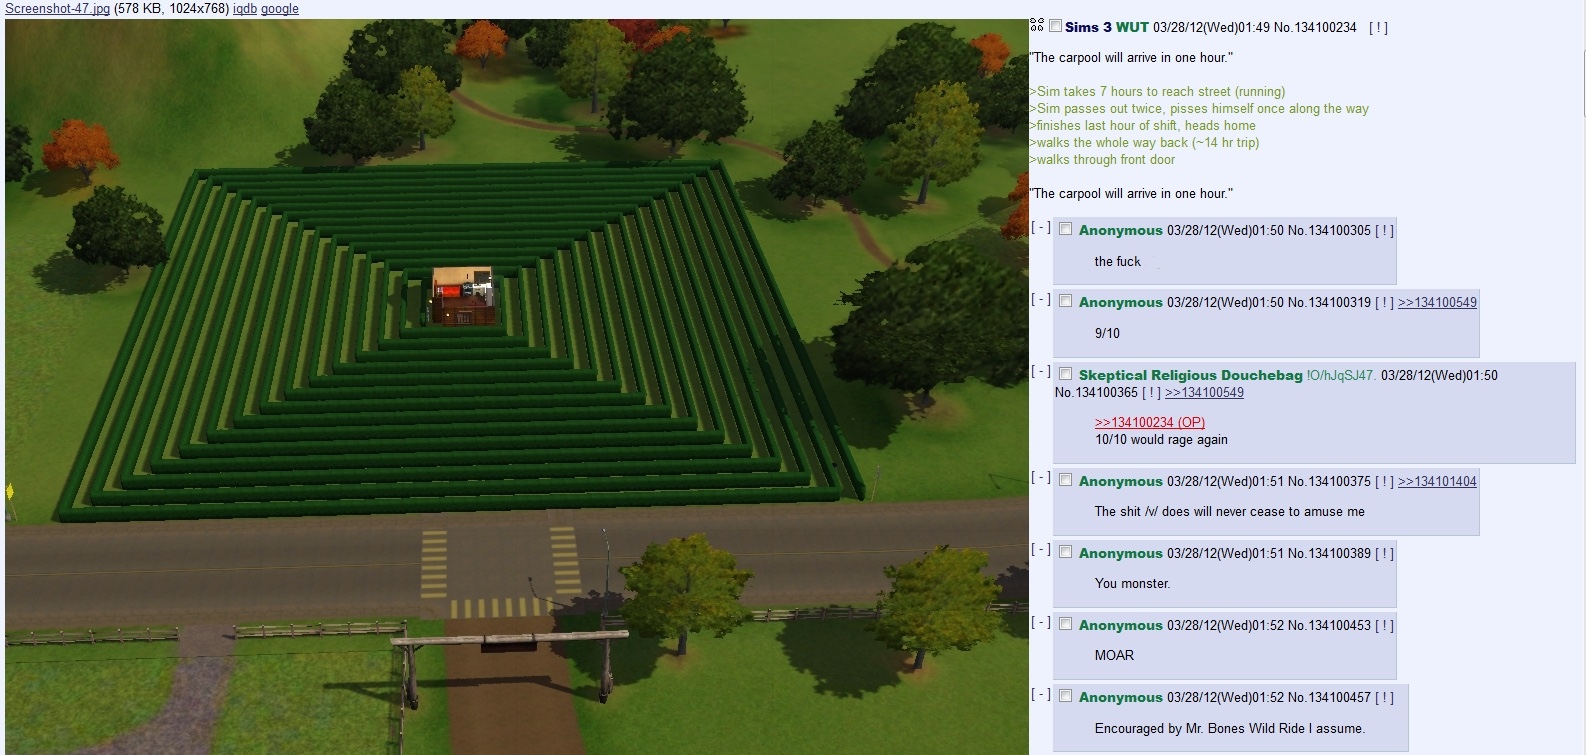 Screenshot-47.jpg (578 KB, 1024x768) iqdb google
Sims 3 WUT 03/28/12(Wed)01:49 No.134100234 [ ! ]
"The carpool will arrive in one hour."
>Sim takes 7 hours to reach street (running)
>Sim passes out twice, pisses himself once along the way
>finishes last hour of shift, heads home
>walks the whole way back (~14 hr trip)
>walks through front door
"The carpool will arrive in one hour."
[ - ] Anonymous 03/28/12(Wed)01:50 No.134100305 [ ! ]
the fuck
[ - ] Anonymous 03/28/12(Wed)01:50 No.134100319 [ ! ] >>134100549
9/10
[ - ] Skeptical Religious Douchebag !O/hJqSJ47. 03/28/12(Wed)01:50
No.134100365 [ ! ] >>134100549
>>134100234 (OP)
10/10 would rage again
[ - ] Anonymous 03/28/12(Wed)01:51 No.134100375 [ ! ] >>134101404
The shit /v/ does will never cease to amuse me
[ - ] Anonymous 03/28/12(Wed)01:51 No.134100389 [ ! ]
You monster.
[ - ] Anonymous 03/28/12(Wed)01:52 No.134100453 [ ! ]
MOAR
[ - ] Anonymous 03/28/12(Wed)01:52 No.134100457 [ ! ]
Encouraged by Mr. Bones Wild Ride I assume.